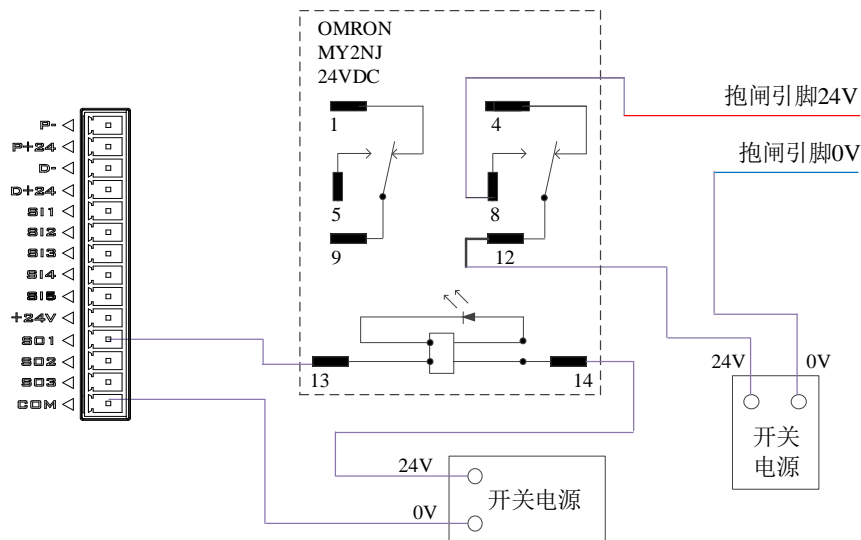 OMRON
MY2NJ
24VDC
抱闸引脚24V
抱闸引脚0V
1
4
5
8
9
12
13
14
P-
P+24
D-
D+24
SI1
SI2
SI3
SI4
SI5
+24V
SO1
SO2
SO3
COM
24V
0V
开关电源
24V
0V
开关
电源